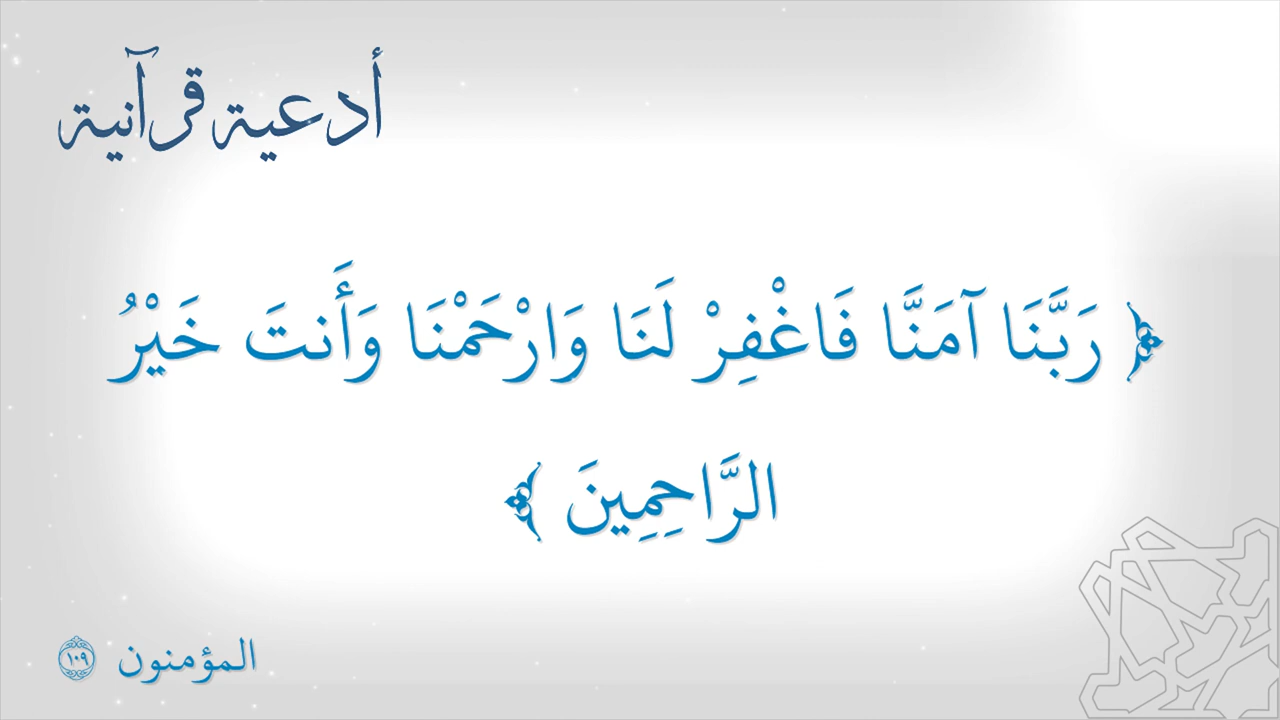 أدعية قرآنية
﴿ رَبَّنَا آمَنَّا فَاغْفِرْ لَنَا وَارْحَمْنَا وَأَنتَ خَيْرُ
الرَّاحِمِينَ ﴾
المؤمنون ١٠٩